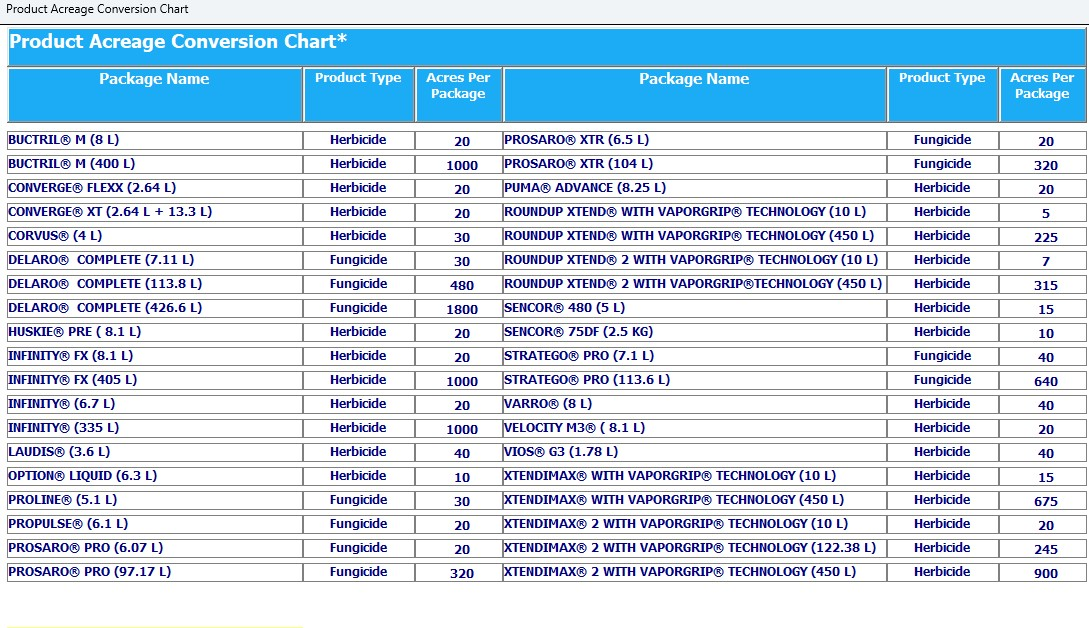 Product Acreage Conversion Chart
Product Acreage Conversion Chart*
Package Name Product Type Acres Per Package Package Name Product Type Acres Per Package
BUCTRIL® M (8 L) Herbicide 20 PROSARO® XTR (6.5 L) Fungicide 20
BUCTRIL® M (400 L) Herbicide 1000 PROSARO® XTR (104 L) Fungicide 320
CONVERGE® FLEXX (2.64 L) Herbicide 20 PUMA® ADVANCE (8.25 L) Herbicide 20
CONVERGE® XT (2.64 L + 13.3 L) Herbicide 20 ROUNDUP XTEND® WITH VAPORGRIP® TECHNOLOGY (10 L) Herbicide 5
CORVUS® (4 L) Herbicide 30 ROUNDUP XTEND® WITH VAPORGRIP® TECHNOLOGY (450 L) Herbicide 225
DELARO®  COMPLETE (7.11 L) Fungicide 30 ROUNDUP XTEND® 2 WITH VAPORGRIP® TECHNOLOGY (10 L) Herbicide 7
DELARO®  COMPLETE (113.8 L) Fungicide 480 ROUNDUP XTEND® 2 WITH VAPORGRIP®TECHNOLOGY (450 L) Herbicide 315
DELARO®  COMPLETE (426.6 L) Fungicide 1800 SENCOR® 480 (5 L) Herbicide 15
HUSKIE® PRE ( 8.1 L) Herbicide 20 SENCOR® 75DF (2.5 KG) Herbicide 10
INFINITY® FX (8.1 L) Herbicide 20 STRATEGO® PRO (7.1 L) Fungicide 40
INFINITY® FX (405 L) Herbicide 1000 STRATEGO® PRO (113.6 L) Fungicide 640
INFINITY® (6.7 L) Herbicide 20 VARRO® (8 L) Herbicide 40
INFINITY® (335 L) Herbicide 1000 VELOCITY M3® ( 8.1 L) Herbicide 20
LAUDIS® (3.6 L) Herbicide 40 VIOS® G3 (1.78 L) Herbicide 40
OPTION® LIQUID (6.3 L) Herbicide 10 XTENDIMAX® WITH VAPORGRIP® TECHNOLOGY (10 L) Herbicide 15
PROLINE® (5.1 L) Fungicide 30 XTENDIMAX® WITH VAPORGRIP® TECHNOLOGY (450 L) Herbicide 675
PROPULSE® (6.1 L) Fungicide 20 XTENDIMAX® 2 WITH VAPORGRIP® TECHNOLOGY (10 L) Herbicide 20
PROSARO® PRO (6.07 L) Fungicide 20 XTENDIMAX® 2 WITH VAPORGRIP® TECHNOLOGY (122.38 L) Herbicide 245
PROSARO® PRO (97.17 L) Fungicide 320 XTENDIMAX® 2 WITH VAPORGRIP® TECHNOLOGY (450 L) Herbicide 900